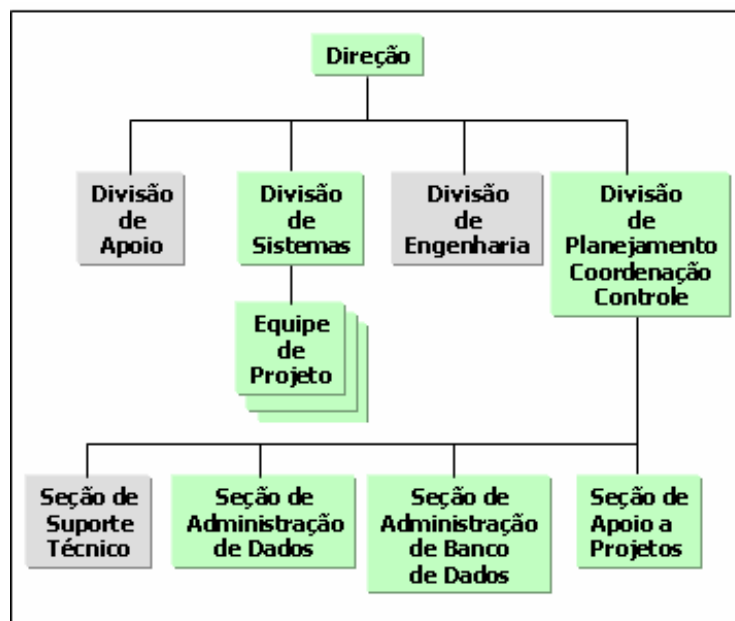 Direção
Divisão
de
Apoio
Divisão
de
Sistemas
Divisão
de
Engenharia
Divisão
de
Planejamento
Coordenação
Controle
Equipe
de
Projeto
Seção de
Suporte
Técnico
Seção de
Administração
de Dados
Seção de
Administração
de Banco
de Dados
Seção de
Apoio a
Projetos